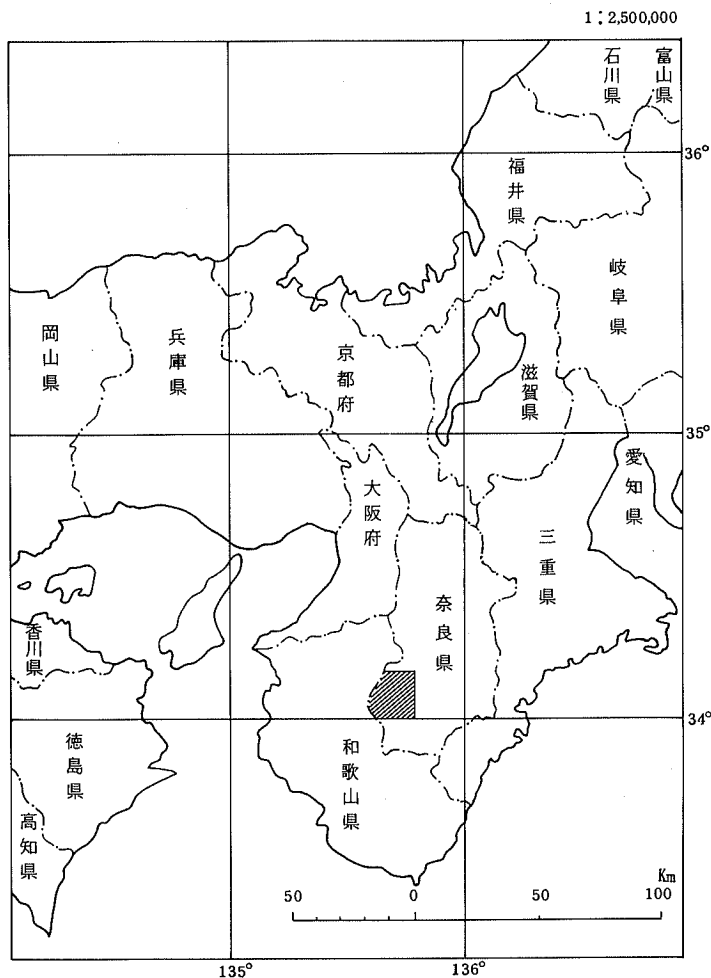 1:2,500,000
石川県
富山県
36°
福井県
岐阜県
岡山県
兵庫県
京都府
滋賀県
35°
愛知県
大阪府
三重県
奈良県
香川県
34°
徳島県
和歌山県
高知県
Km
50 0 50 100
135° 136°